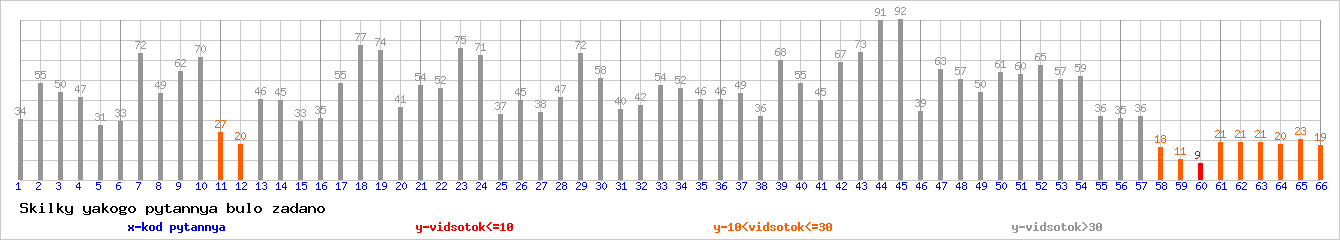 34 55 50 47 31 33 72 49 62 70 27 20 46 45 33 35 55 77 74 41 54 52 75 71 37 45 38 47 72 58 40 42 54 52 46 46 49 36 68 55 45 67 73 91 92 39 63 57 50 61 60 65 57 59 36 35 36 18 11 9 21 21 21 20 23 19
1 2 3 4 5 6 7 8 9 10 11 12 13 14 15 16 17 18 19 20 21 22 23 24 25 26 27 28 29 30 31 32 33 34 35 36 37 38 39 40 41 42 43 44 45 46 47 48 49 50 51 52 53 54 55 56 57 58 59 60 61 62 63 64 65 66
Skilky yakogo pytannya bulo zadano
x-kod pytannya y-vidsotok<=10 y-10<vidsotok<=30 y-vidsotok>30